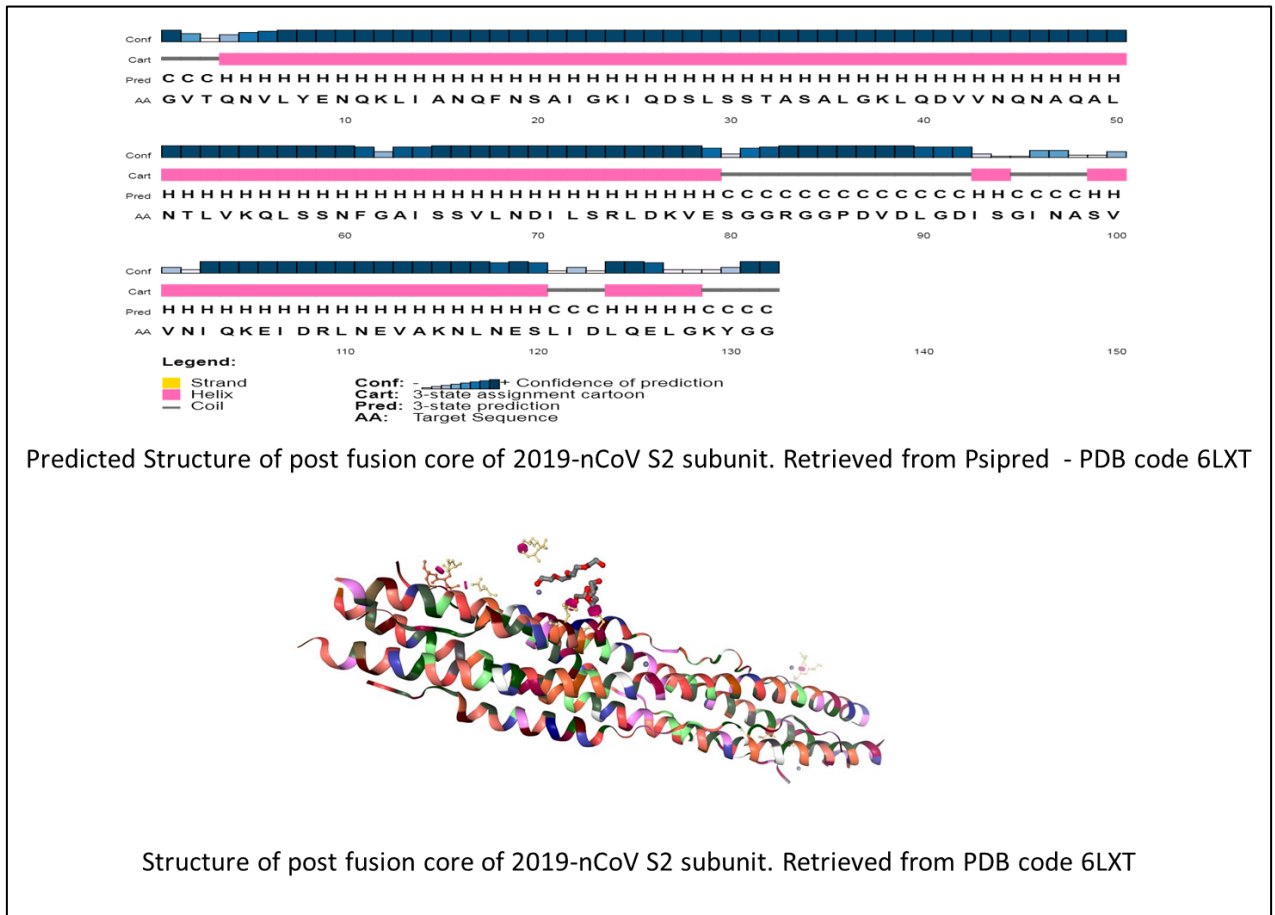 Conf
Cart
Pred C C C H H H H H H H H H H H H H H H H H H H H H H H H H H H H H H H H H H H H H H H H H H H H H H H
AA G V T Q N V L Y E N Q K L I A N Q F N S A I G K I Q D S L S S T A S A L G K L Q D V V N Q N A Q A L
10 20 30 40 50
Conf
Cart
Pred H H H H H H H H H H H H H H H H H H H H H H H H H H H H H C C C C C C C C C C C C C H H C C C C H H
AA N T L V K Q L S S N F G A I S S V L N D I L S R L D K V E S G G R G G P D V D L G D I S G I N A S V
60 70 80 90 100
Conf
Cart
Pred H H H H H H H H H H H H H H H H H H H H C C C H H H H H C C C C
AA V N I Q K E I D R L N E V A K N L N E S L I D L Q E L G K Y G G
110 120 130 140 150
Legend:
Strand Conf: - + Confidence of prediction
Helix Cart: 3-state assignment cartoon
Coil Pred: 3-state prediction
AA: Target Sequence
Predicted Structure of post fusion core of 2019-nCoV S2 subunit. Retrieved from Psipred - PDB code 6LXT
Structure of post fusion core of 2019-nCoV S2 subunit. Retrieved from PDB code 6LXT